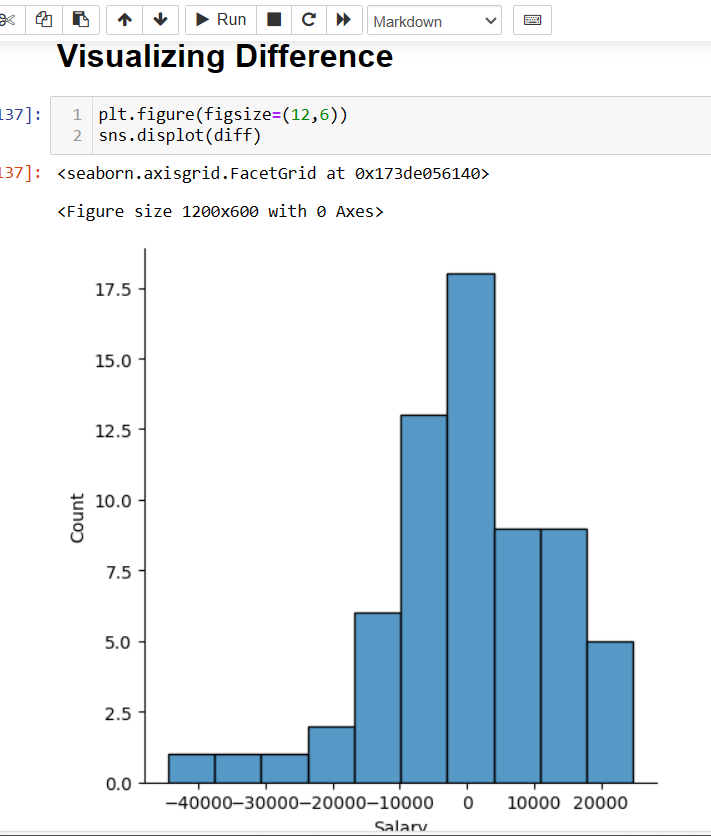 Run
Markdown
Visualizing Difference
137]:
1 plt.figure(figsize=(12,6))
2 sns.displot(diff)
137]:
<seaborn.axisgrid.FacetGrid at 0x173de056140>
<Figure size 1200x600 with 0 Axes>
17.5
15.0
12.5
10.0
7.5
5.0
2.5
0.0
Count
−40000 −30000 −20000 −10000 0 10000 20000
Salary